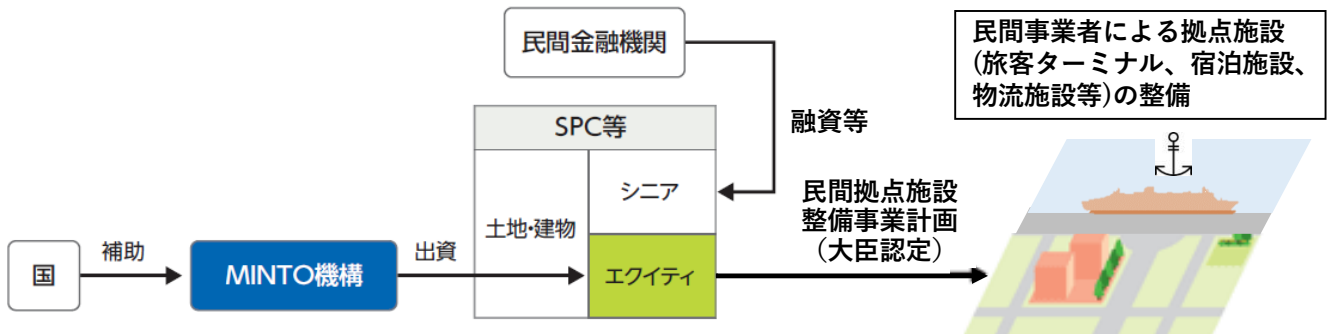 民間金融機関
民間事業者による拠点施設
(旅客ターミナル、宿泊施設、
物流施設等)の整備
SPC等
融資等
シニア
土地・建物
民間拠点施設
整備事業計画
（大臣認定）
国
補助
MINTO機構
出資
エクイティ